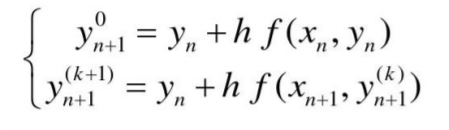 y_{n+1}^{0} = y_n + h f(x_n, y_n)
y_{n+1}^{(k+1)} = y_n + h f(x_{n+1}, y_{n+1}^{(k)})